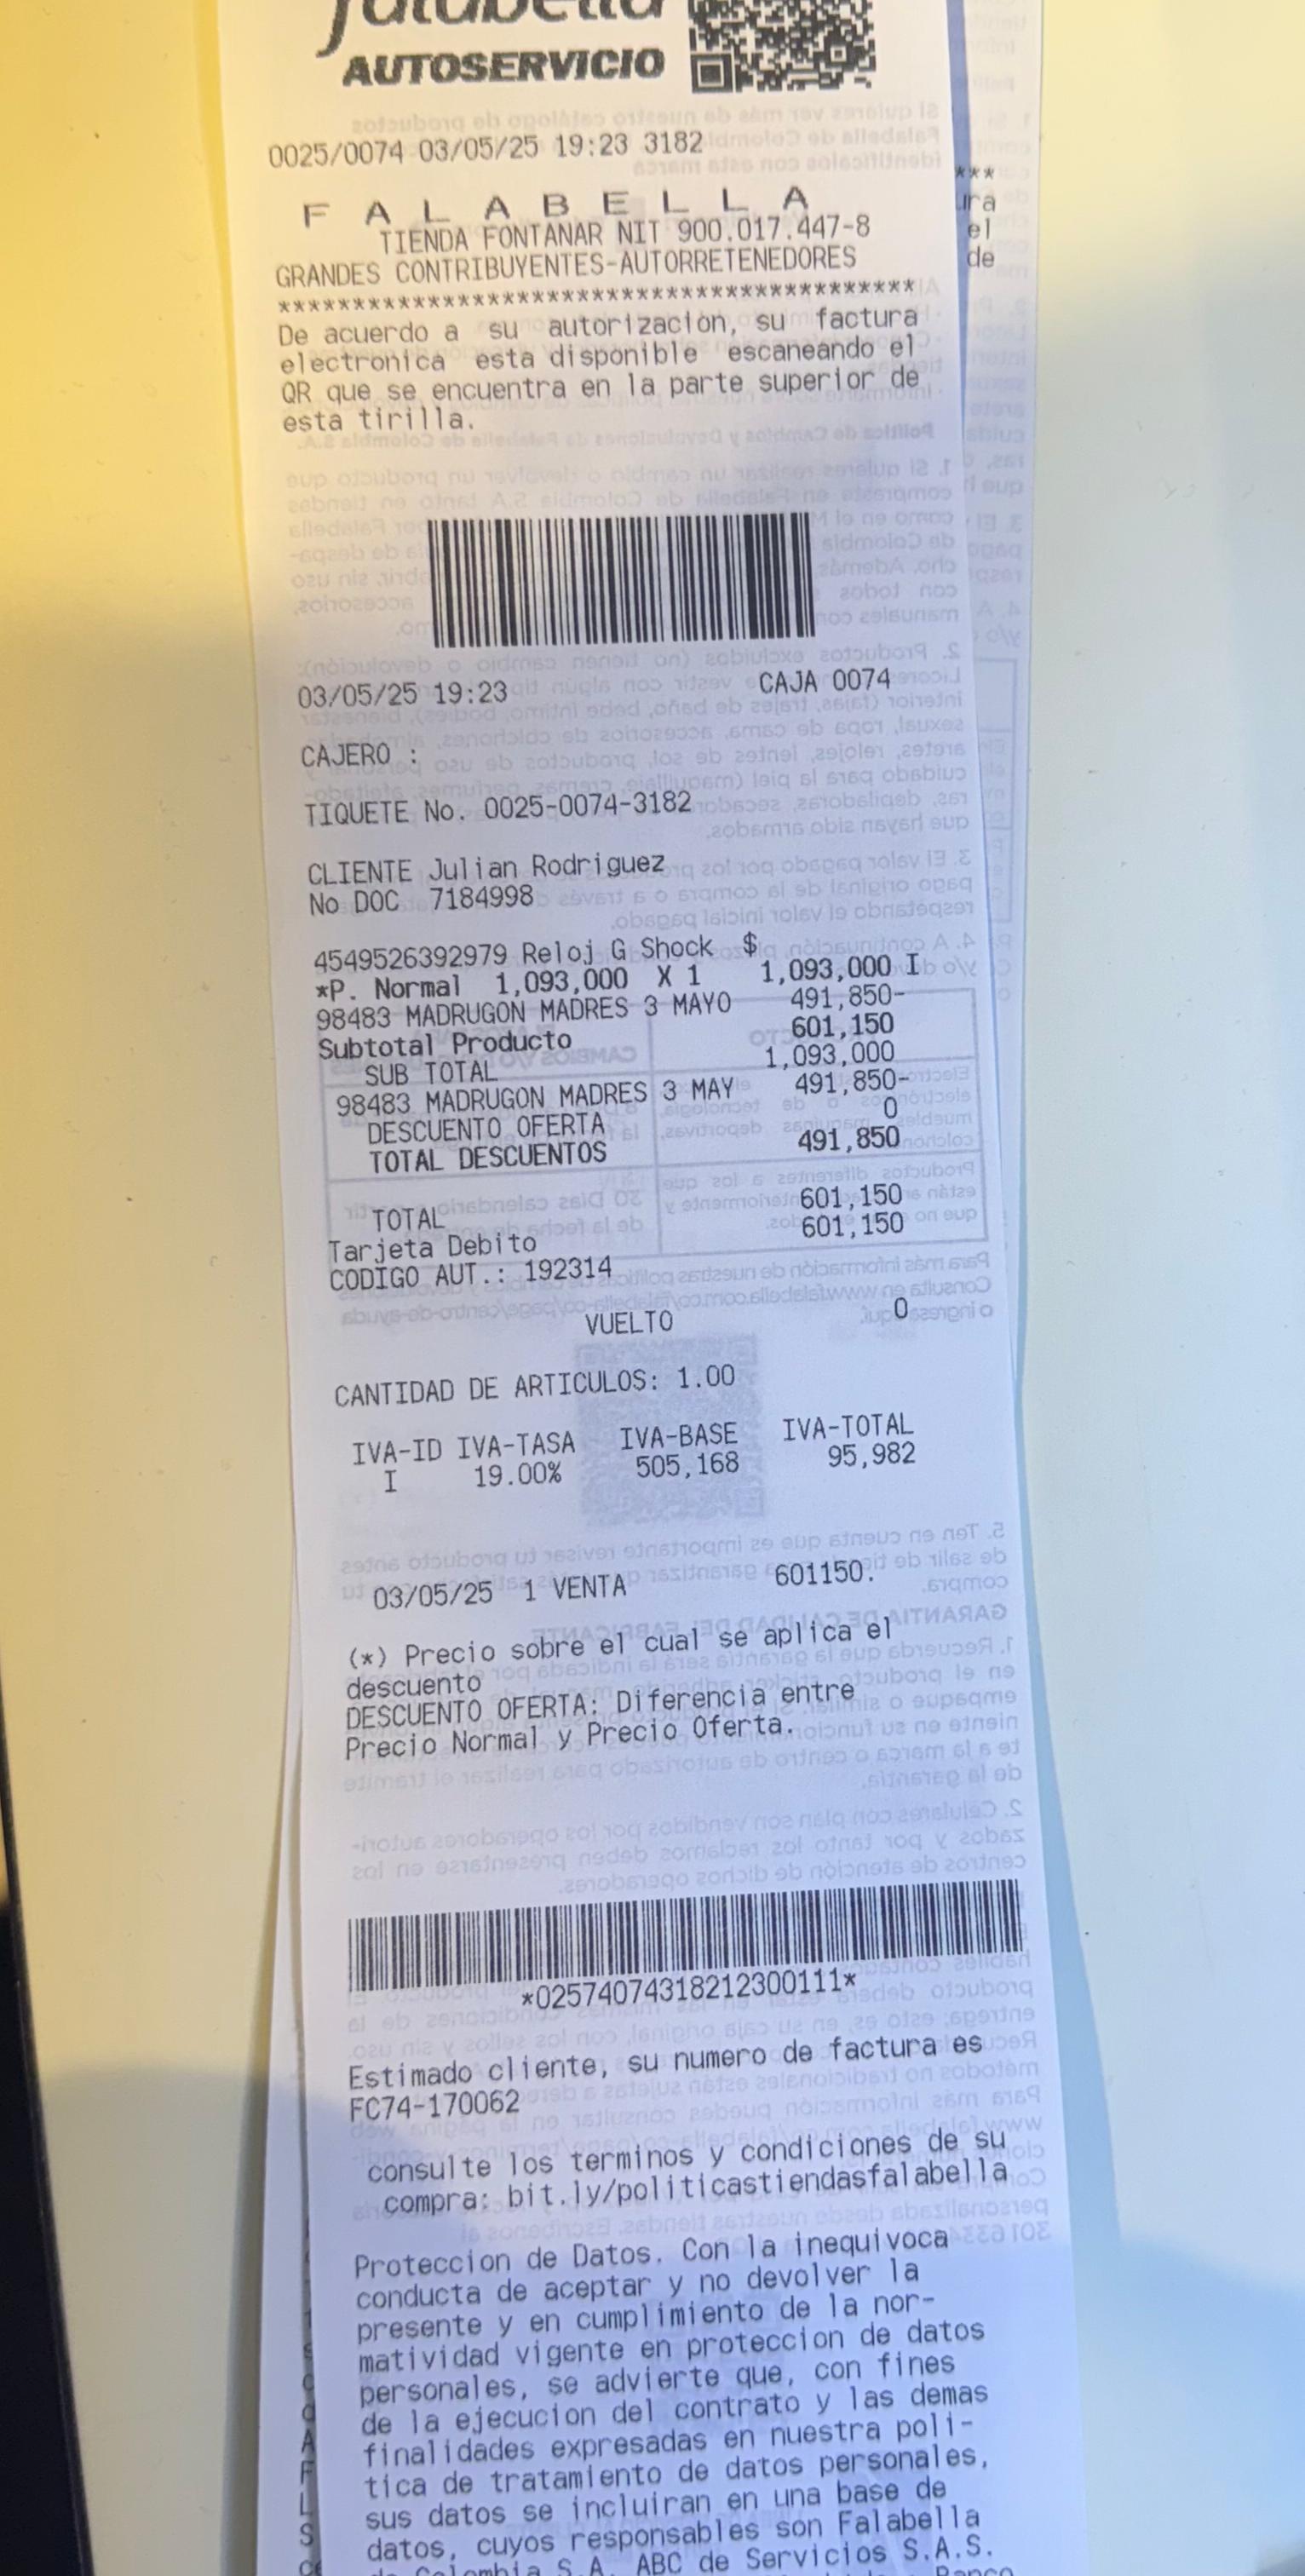 falabella
AUTOSERVICIO
0025/0074 03/05/25 19:23 3182
F A L A B E L L A
TIENDA FONTANAR NIT 900.017.447-8
GRANDES CONTRIBUYENTES-AUTORRETENEDORES
*******************************************
De acuerdo a su autorizacion, su factura
electronica esta disponible escaneando el
QR que se encuentra en la parte superior de
esta tirilla.
03/05/25 19:23 CAJA 0074
CAJERO :
TIQUETE No. 0025-0074-3182
CLIENTE Julian Rodriguez
No DOC 7184998
4549526392979 Reloj G Shock $
*P. Normal 1,093,000 X 1 1,093,000 I
98483 MADRUGON MADRES 3 MAYO 491,850-
Subtotal Producto 601,150
SUB TOTAL 1,093,000
98483 MADRUGON MADRES 3 MAY 491,850-
DESCUENTO OFERTA 0
TOTAL DESCUENTOS 491,850
TOTAL 601,150
Tarjeta Debito 601,150
CODIGO AUT.: 192314
VUELTO 0
CANTIDAD DE ARTICULOS: 1.00
IVA-ID IVA-TASA IVA-BASE IVA-TOTAL
I 19.00% 505,168 95,982
03/05/25 1 VENTA 601150.
(*) Precio sobre el cual se aplica el
descuento
DESCUENTO OFERTA: Diferencia entre
Precio Normal y Precio Oferta.
*02574074318212300111*
Estimado cliente, su numero de factura es
FC74-170062
consulte los terminos y condiciones de su
compra: bit.ly/politicastiendasfalabella
Proteccion de Datos. Con la inequivoca
conducta de aceptar y no devolver la
presente y en cumplimiento de la nor-
matividad vigente en proteccion de datos
personales, se advierte que, con fines
de la ejecucion del contrato y las demas
finalidades expresadas en nuestra poli-
tica de tratamiento de datos personales,
sus datos se incluiran en una base de
datos, cuyos responsables son Falabella
de Colombia S.A. ABC de Servicios S.A.S.